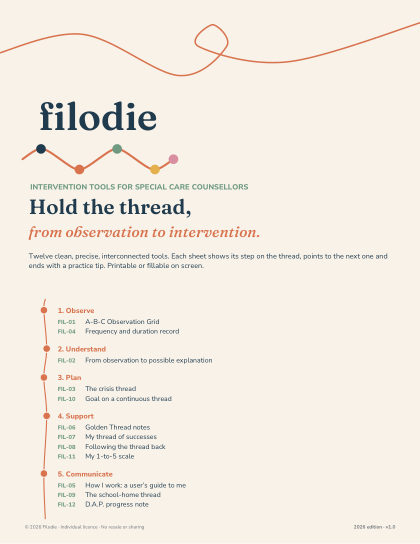 filodie
INTERVENTION TOOLS FOR SPECIAL CARE COUNSELLORS
Hold the thread,
from observation to intervention.
Twelve clean, precise, interconnected tools. Each sheet shows its step on the thread, points to the next one and
ends with a practice tip. Printable or fillable on screen.
1. Observe
FIL-01 A-B-C Observation Grid
FIL-04 Frequency and duration record
2. Understand
FIL-02 From observation to possible explanation
3. Plan
FIL-03 The crisis thread
FIL-10 Goal on a continuous thread
4. Support
FIL-06 Golden Thread notes
FIL-07 My thread of successes
FIL-08 Following the thread back
FIL-11 My 1-to-5 scale
5. Communicate
FIL-05 How I work: a user's guide to me
FIL-09 The school-home thread
FIL-12 D.A.P. progress note
© 2026 Filodie · Individual licence · No resale or sharing
2026 edition · v1.0